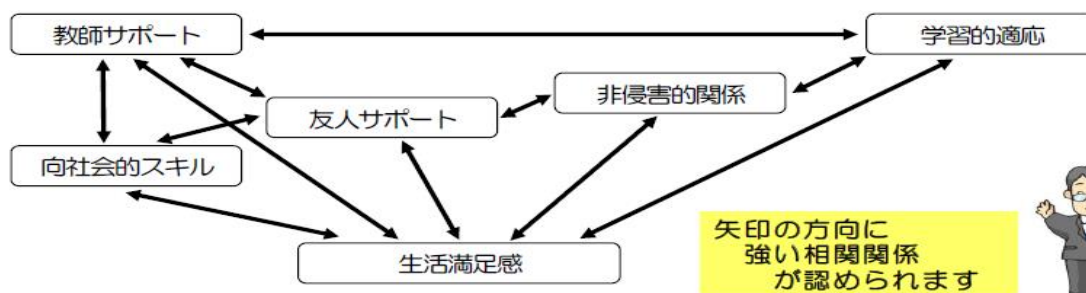 教師サポート
学習的適応
非侵害的関係
友人サポート
向社会的スキル
生活満足感
矢印の方向に
強い相関関係
が認められます